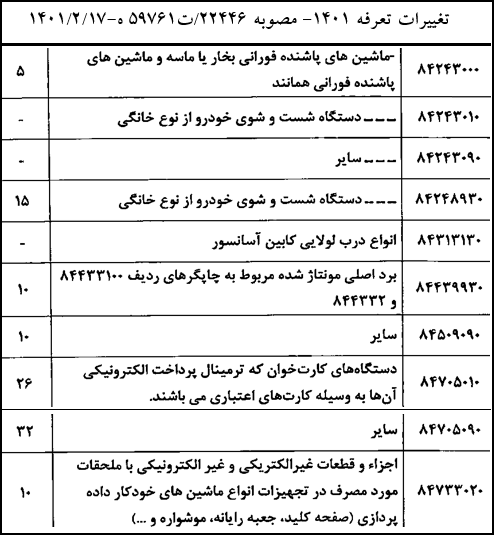 تغییرات تعرفه ۱۴۰۱- مصوبه ۲۲۴۴۶/ت۵۹۷۶۱ ه-۱۴۰۱/۲/۱۷
۸۴۲۴۳۰۰۰ -ماشین های پاشنده فورانی بخار یا ماسه و ماشین های ۵
پاشنده فورانی همانند
۸۴۲۴۳۰۱۰ ---دستگاه شست و شوی خودرو از نوع خانگی -
۸۴۲۴۳۰۹۰ ---سایر -
۸۴۲۴۸۹۳۰ ---دستگاه شست و شوی خودرو از نوع خانگی ۱۵
۸۴۳۱۳۱۳۰ انواع درب لولایی کابین آسانسور -
۸۴۴۳۹۹۳۰ برد اصلی مونتاژ شده مربوط به چاپگرهای ردیف ۸۴۴۳۳۱۰۰ ۱۰
و ۸۴۴۳۳۲
۸۴۵۰۹۰۹۰ سایر ۱۰
۸۴۷۰۵۰۱۰ دستگاه‌های کارت‌خوان که ترمینال پرداخت الکترونیکی ۲۶
آن‌ها به وسیله کارت‌های اعتباری می باشند.
۸۴۷۰۵۰۹۰ سایر ۳۲
اجزاء و قطعات غیرالکتریکی و غیر الکترونیکی با ملحقات
۸۴۷۳۳۰۲۰ مورد مصرف در تجهیزات انواع ماشین های خودکار داده ۱۰
پردازی (صفحه کلید، جعبه رایانه، موشواره و ...)